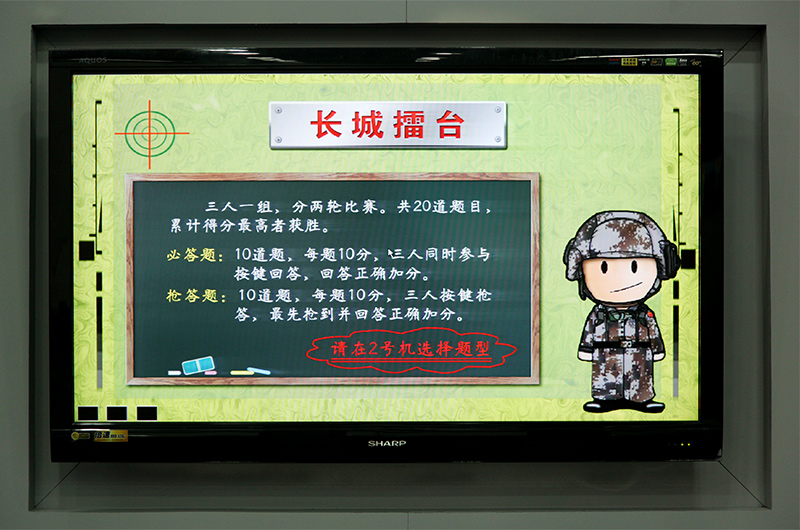 AQUOS
长城擂台
三人一组，分两轮比赛。共20道题目，
累计得分最高者获胜。
必答题：10道题，每题10分，三人同时参与
按键回答，回答正确加分。
抢答题：10道题，每题10分，三人按键抢
答，最先抢到并回答正确加分。
请在2号机选择题型
SHARP